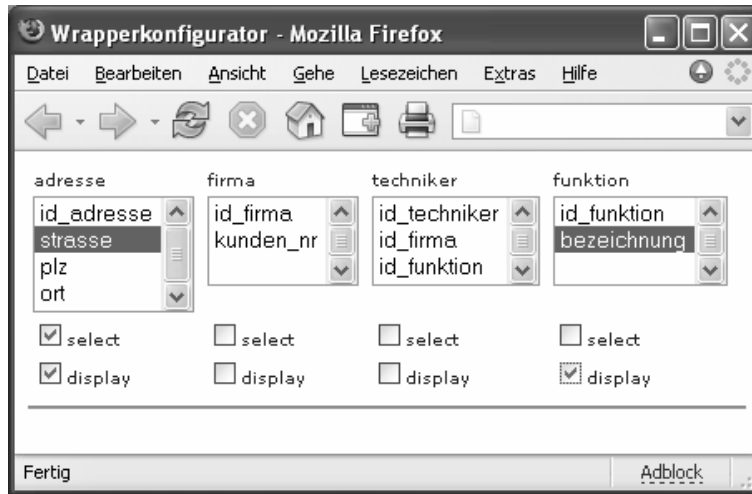 Wrapperkonfigurator - Mozilla Firefox
Datei Bearbeiten Ansicht Gehe Lesezeichen Extras Hilfe
adresse firma techniker funktion
id_adresse id_firma id_techniker id_funktion
strasse kunden_nr id_firma bezeichnung
plz id_funktion
ort
select select select select
display display display display
Fertig Adblock